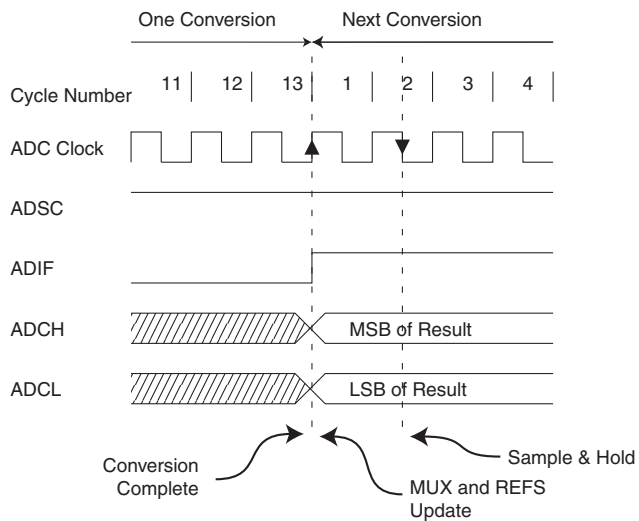 One Conversion Next Conversion
Cycle Number 11 12 13 1 2 3 4
ADC Clock
ADSC
ADIF
ADCH MSB of Result
ADCL LSB of Result
Conversion
Complete
MUX and REFS
Update
Sample & Hold